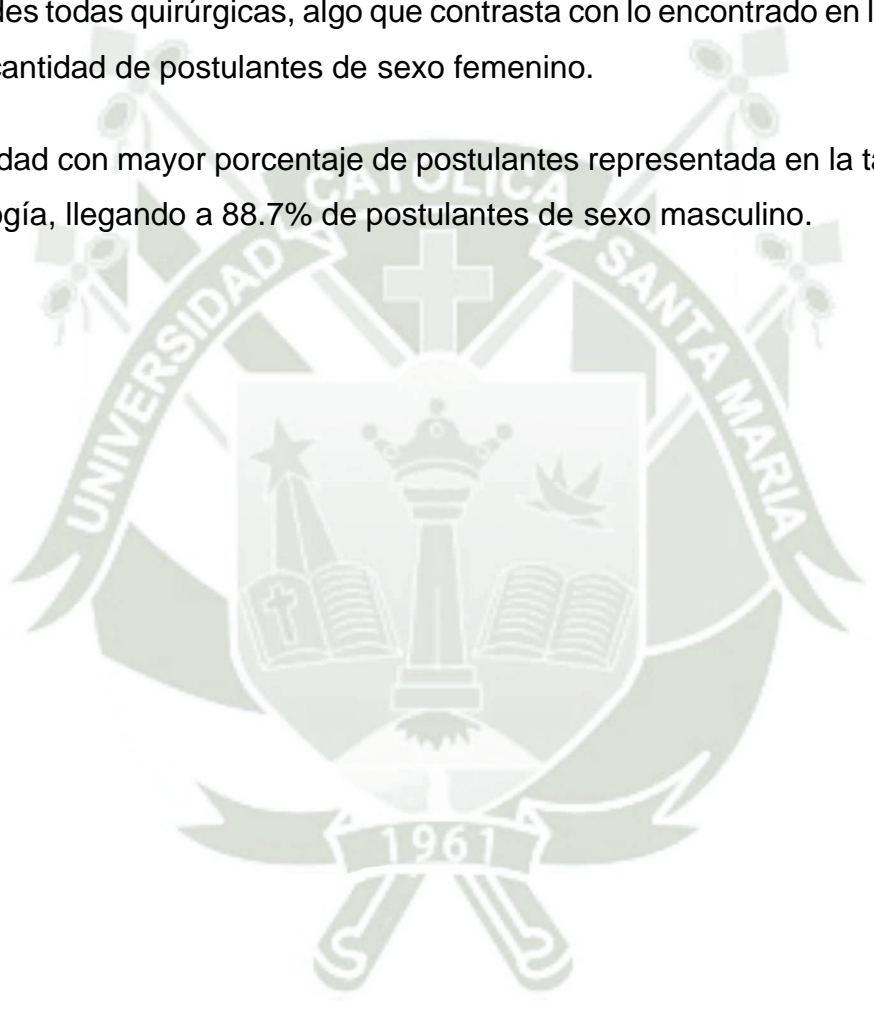 des todas quirúrgicas, algo que contrasta con lo encontrado en l
cantidad de postulantes de sexo femenino.
dad con mayor porcentaje de postulantes representada en la ta
ogía, llegando a 88.7% de postulantes de sexo masculino.
UNIVERSIDAD CATOLICA SANTA MARIA
1961